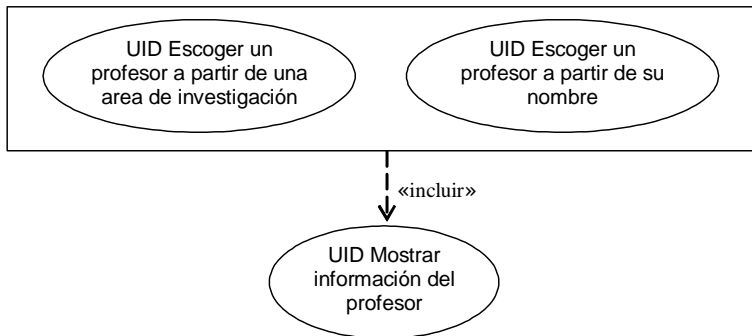 UID Escoger un
profesor a partir de una
area de investigación
UID Escoger un
profesor a partir de su
nombre
«incluir»
UID Mostrar
información del
profesor